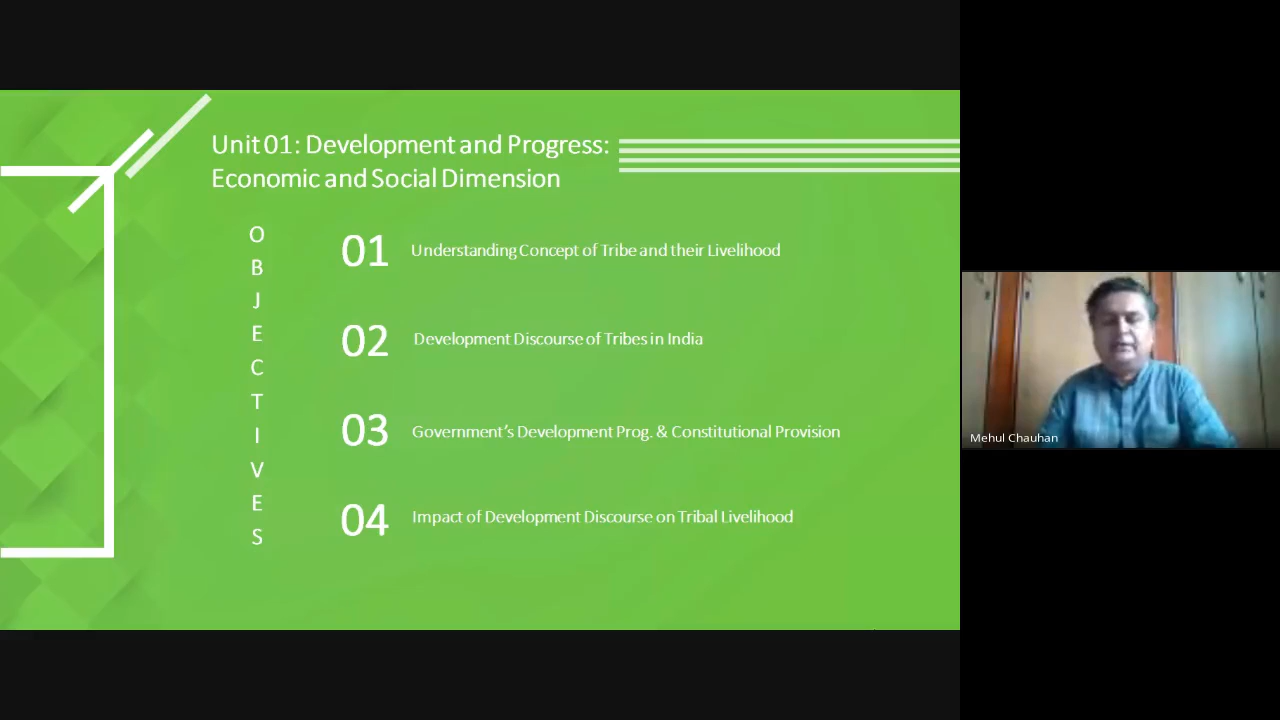 Unit 01: Development and Progress:
Economic and Social Dimension
OBJECTIVES
01 Understanding Concept of Tribe and their Livelihood
02 Development Discourse of Tribes in India
03 Government's Development Prog. & Constitutional Provision
04 Impact of Development Discourse on Tribal Livelihood
Mehul Chauhan